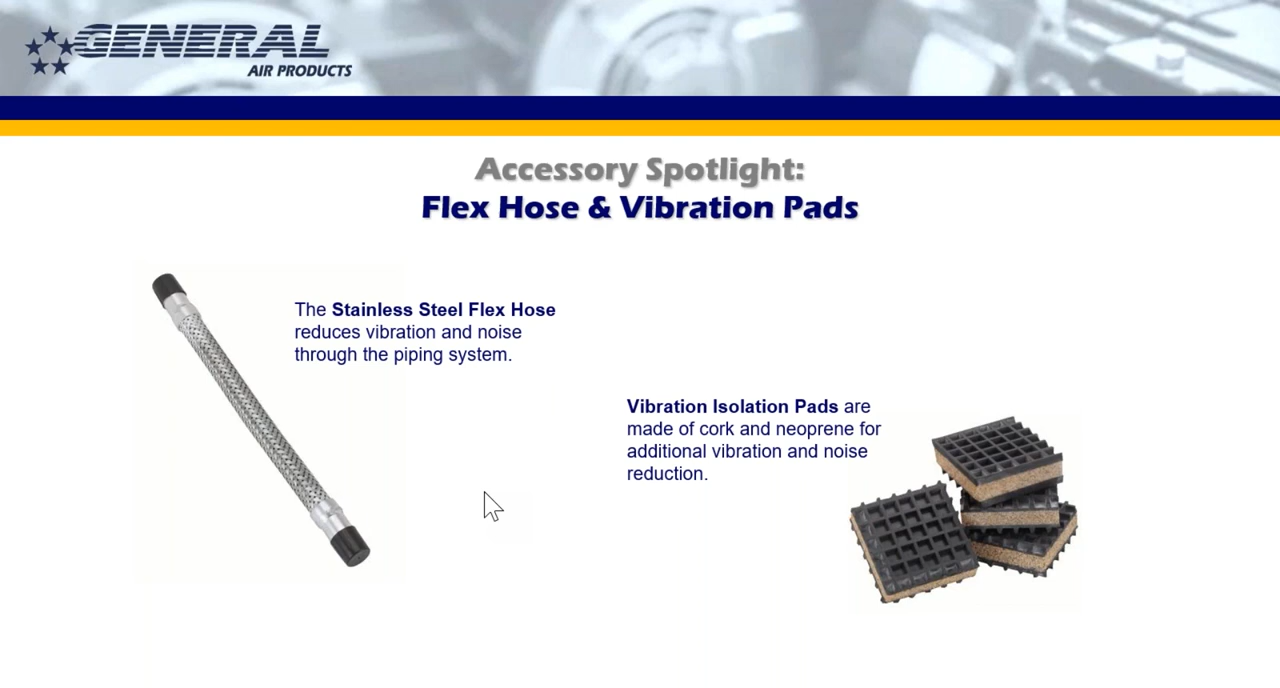 GENERAL
AIR PRODUCTS
Accessory Spotlight:
Flex Hose & Vibration Pads
The Stainless Steel Flex Hose
reduces vibration and noise
through the piping system.
Vibration Isolation Pads are
made of cork and neoprene for
additional vibration and noise
reduction.